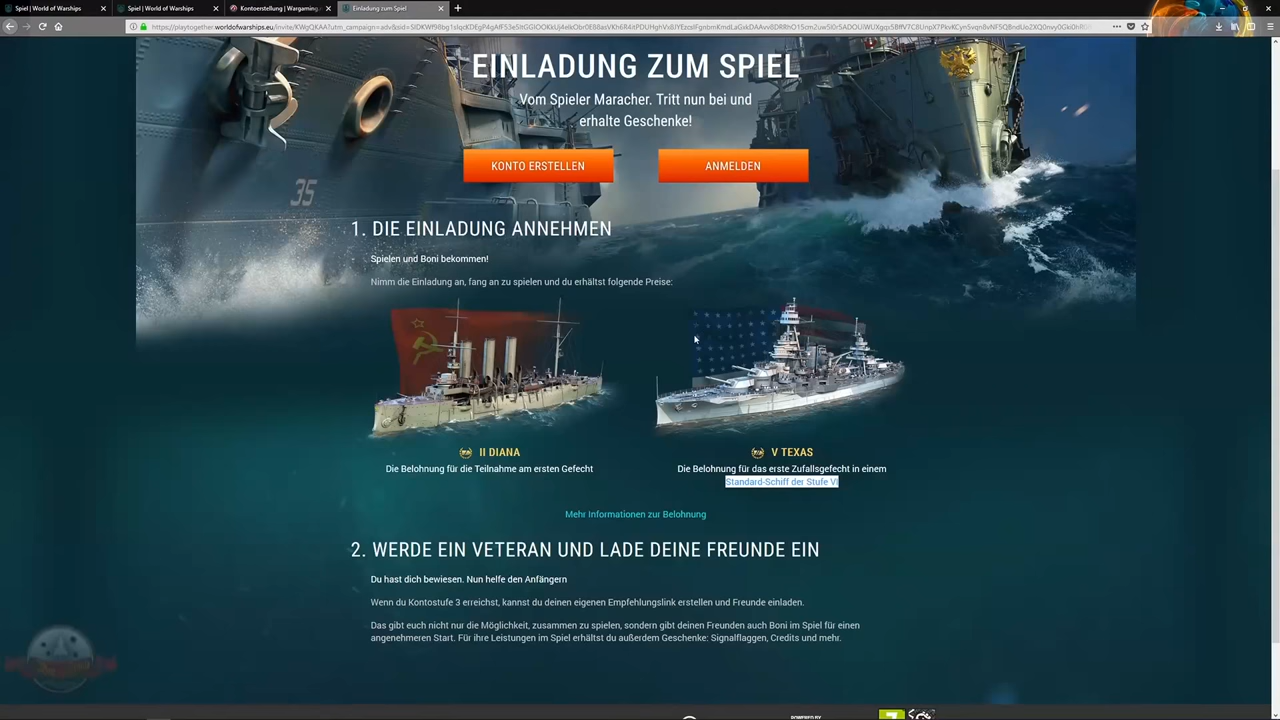 Spiel | World of Warships
Spiel | World of Warships
Kontoerstellung | Wargaming.
Einladung zum Spiel
EINLADUNG ZUM SPIEL
Vom Spieler Maracher. Tritt nun bei und
erhalte Geschenke!
KONTO ERSTELLEN
ANMELDEN
35
1. DIE EINLADUNG ANNEHMEN
Spielen und Boni bekommen!
Nimm die Einladung an, fang an zu spielen und du erhältst folgende Preise:
II DIANA
V TEXAS
Die Belohnung für die Teilnahme am ersten Gefecht
Die Belohnung für das erste Zufallsgefecht in einem
Standard-Schiff der Stufe VI
Mehr Informationen zur Belohnung
2. WERDE EIN VETERAN UND LADE DEINE FREUNDE EIN
Du hast dich bewiesen. Nun helfe den Anfängern
Wenn du Kontostufe 3 erreichst, kannst du deinen eigenen Empfehlungslink erstellen und Freunde einladen.
Das gibt euch nicht nur die Möglichkeit, zusammen zu spielen, sondern gibt deinen Freunden auch Boni im Spiel für einen
angenehmeren Start. Für ihre Leistungen im Spiel erhältst du außerdem Geschenke: Signalflaggen, Credits und mehr.
POWERED BY
7